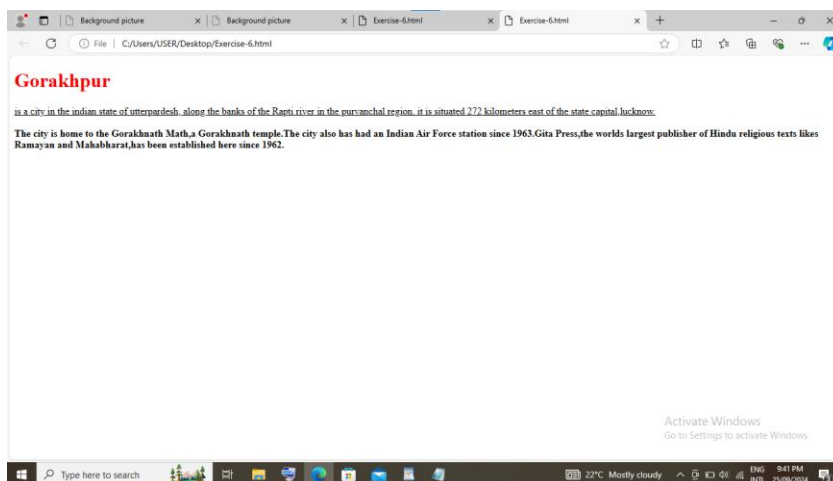 Background picture
Background picture
Exercise-6.html
Exercise-6.html
File | C:/Users/USER/Desktop/Exercise-6.html
Gorakhpur
is a city in the indian state of utterpardesh, along the banks of the Rapti river in the purvanchal region. it is situated 272 kilometers east of the state capital,lucknow.
The city is home to the Gorakhnath Math,a Gorakhnath temple.The city also has had an Indian Air Force station since 1963.Gita Press,the worlds largest publisher of Hindu religious texts likes
Ramayan and Mahabharat,has been established here since 1962.
Activate Windows
Go to Settings to activate Windows.
Type here to search
22°C Mostly cloudy
ENG
INTL
9:41 PM
25/09/2024